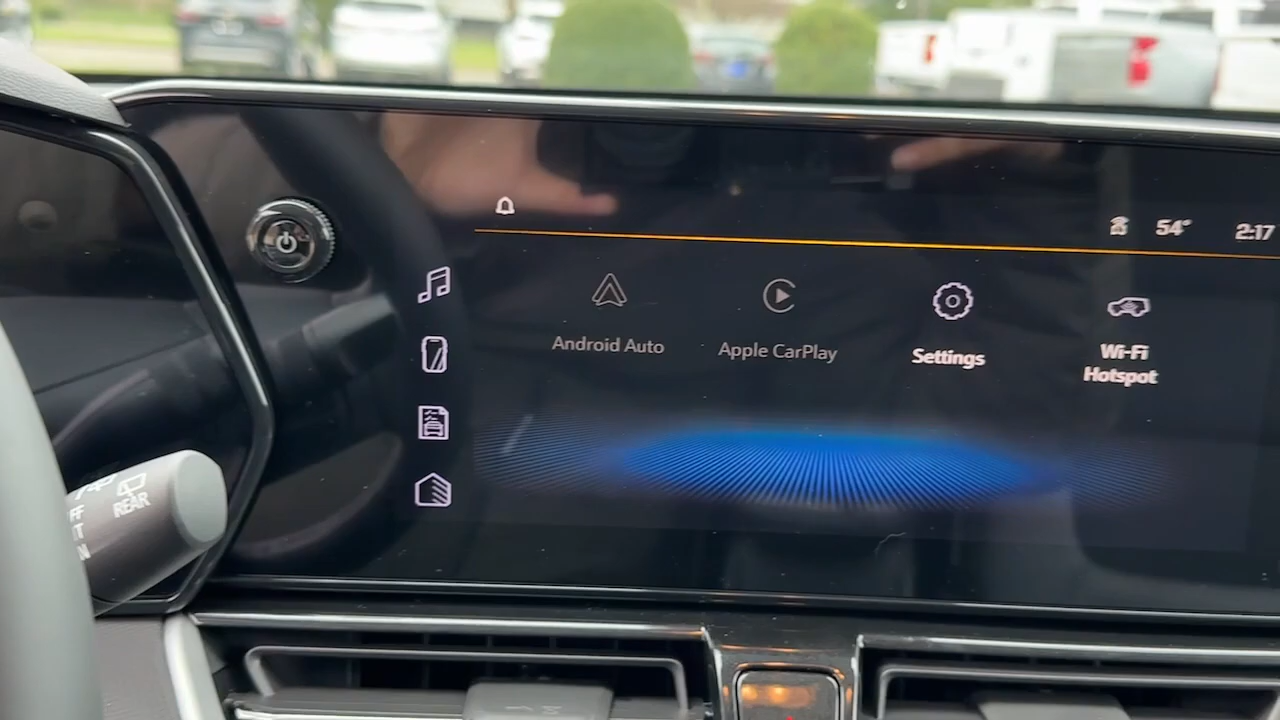 54°
2:17
Android Auto
Apple CarPlay
Settings
Wi-Fi
Hotspot
REAR